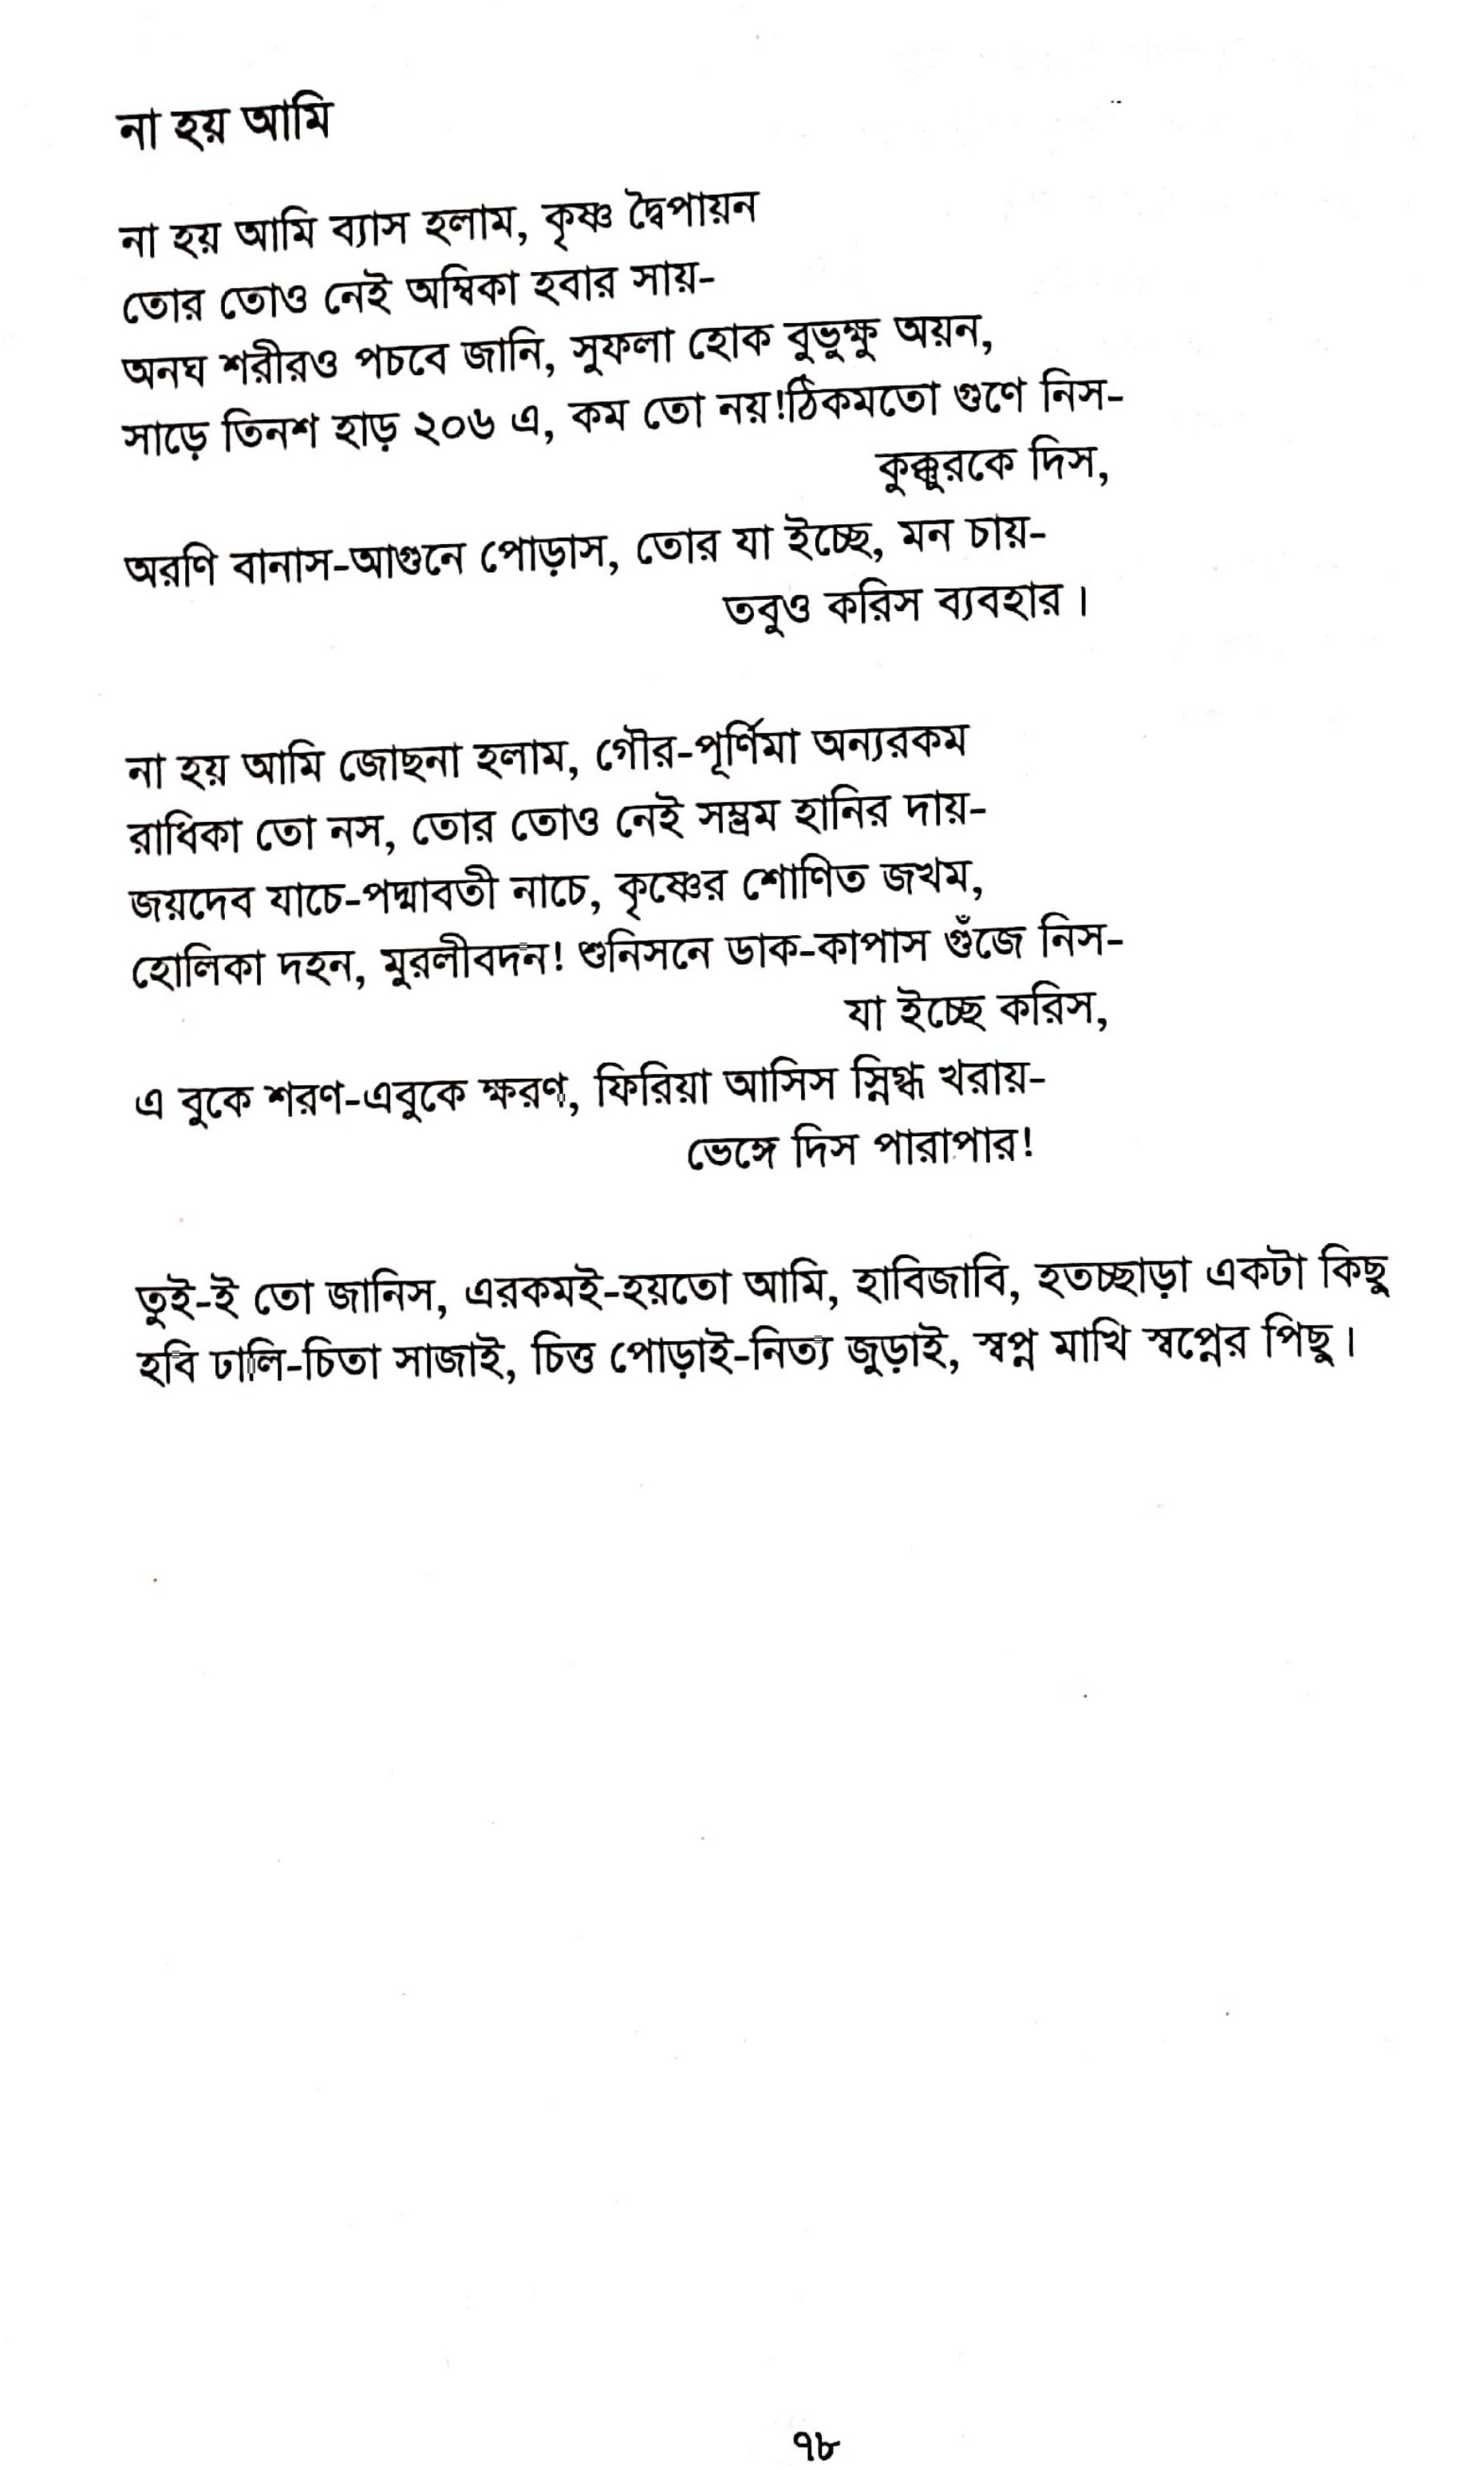 না হয় আমি
না হয় আমি ব্যাস হলাম, কৃষ্ণ দ্বৈপায়ন
তোর তোও নেই অম্বিকা হবার সায়-
অনঘ শরীরও পচবে জানি, সুফলা হোক বুভুক্ষু অয়ন,
সাড়ে তিনশ হাড় ২০৬ এ, কম তো নয়!ঠিকমতো গুণে নিস-
কুক্কুরকে দিস,
অরণি বানাস-আগুনে পোড়াস, তোর যা ইচ্ছে, মন চায়-
তবুও করিস ব্যবহার।
না হয় আমি জোছনা হলাম, গৌর-পূর্ণিমা অন্যরকম
রাধিকা তো নস, তোর তোও নেই সম্ভ্রম হানির দায়-
জয়দেব যাচে-পদ্মাবতী নাচে, কৃষ্ণের শোণিত জখম,
হোলিকা দহন, মুরলীবদন! শুনিসনে ডাক-কাপাস গুঁজে নিস-
যা ইচ্ছে করিস,
এ বুকে শরণ-এবুকে ক্ষরণ, ফিরিয়া আসিস স্নিগ্ধ খরায়-
ভেঙ্গে দিস পারাপার!
তুই-ই তো জানিস, এরকমই-হয়তো আমি, হাবিজাবি, হতচ্ছাড়া একটা কিছু
হবি ঢালি-চিতা সাজাই, চিত্ত পোড়াই-নিত্য জুড়াই, স্বপ্ন মাখি স্বপ্নের পিছু।
৭৮